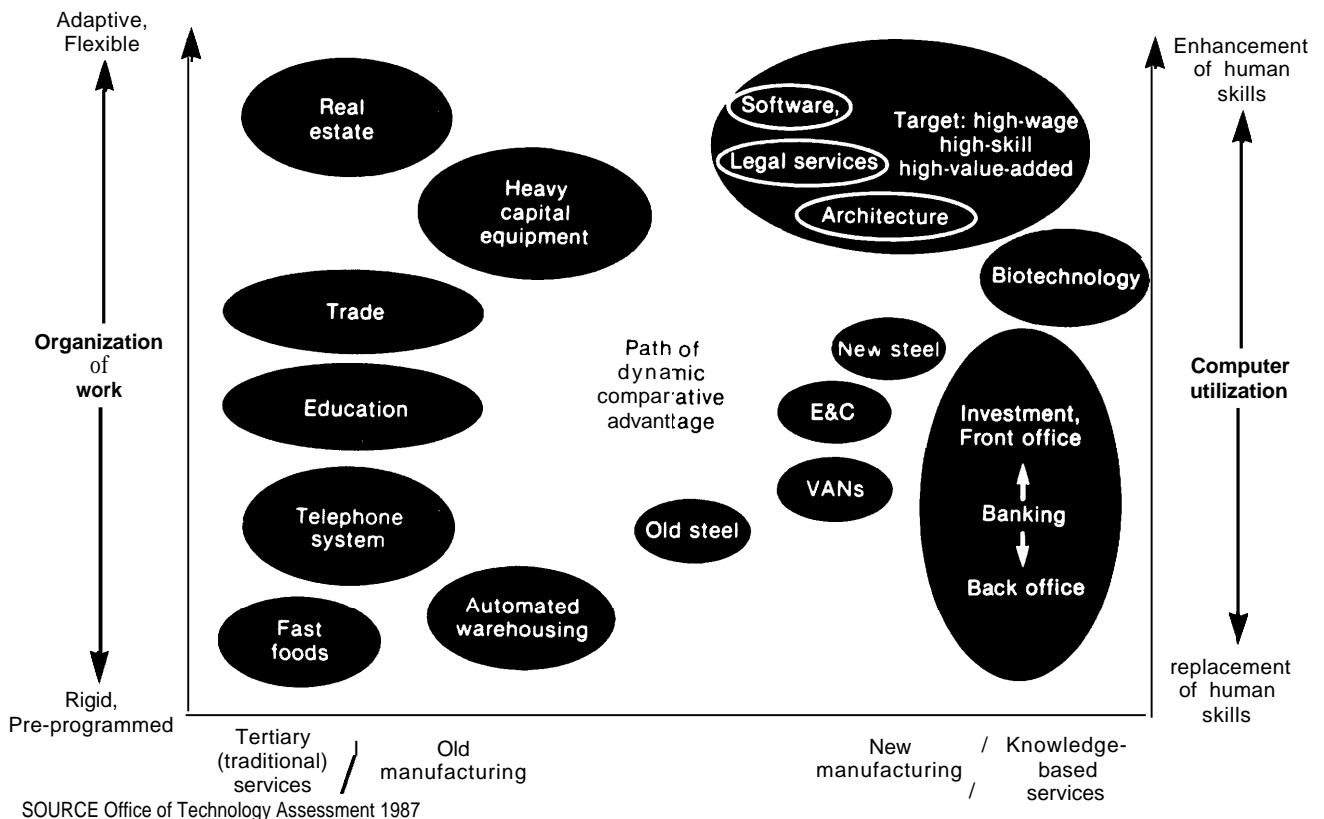 Adaptive,
Flexible
Organization
of
work
Rigid,
Pre-programmed
Real
estate
Heavy
capital
equipment
Trade
Education
Telephone
system
Fast
foods
Automated
warehousing
Path of
dynamic
comparative
advantage
Old steel
Software,
Legal services
Architecture
Target: high-wage
high-skill
high-value-added
Biotechnology
New steel
E&C
VANs
Investment,
Front office
Banking
Back office
Enhancement
of human
skills
Computer
utilization
replacement
of human
skills
Tertiary
(traditional)
services
/
Old
manufacturing
New
manufacturing
/
/
Knowledge-
based
services
SOURCE Office of Technology Assessment 1987